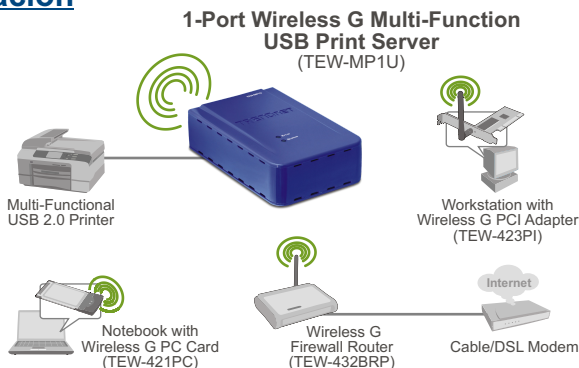 1-Port Wireless G Multi-Function
USB Print Server
(TEW-MP1U)
Multi-Functional
USB 2.0 Printer
Workstation with
Wireless G PCI Adapter
(TEW-423PI)
Notebook with
Wireless G PC Card
(TEW-421PC)
Wireless G
Firewall Router
(TEW-432BRP)
Internet
Cable/DSL Modem